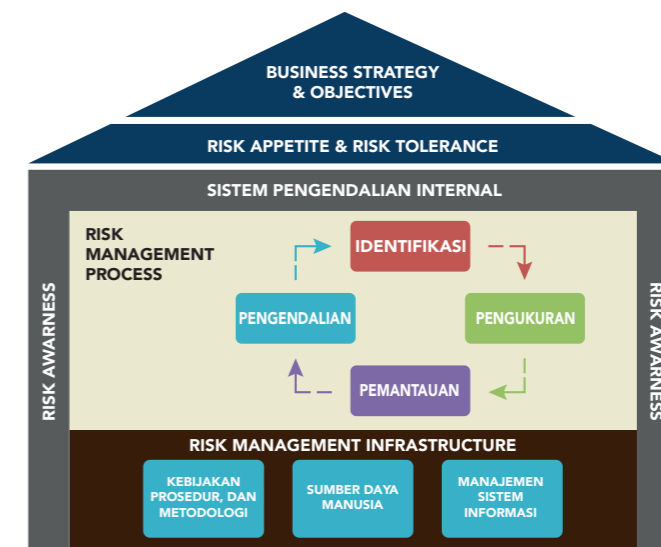 BUSINESS STRATEGY
& OBJECTIVES
RISK APPETITE & RISK TOLERANCE
SISTEM PENGENDALIAN INTERNAL
RISK AWARNESS
RISK
MANAGEMENT
PROCESS
IDENTIFIKASI
PENGENDALIAN
PENGUKURAN
PEMANTAUAN
RISK AWARNESS
RISK MANAGEMENT INFRASTRUCTURE
KEBIJAKAN
PROSEDUR, DAN
METODOLOGI
SUMBER DAYA
MANUSIA
MANAJEMEN
SISTEM
INFORMASI